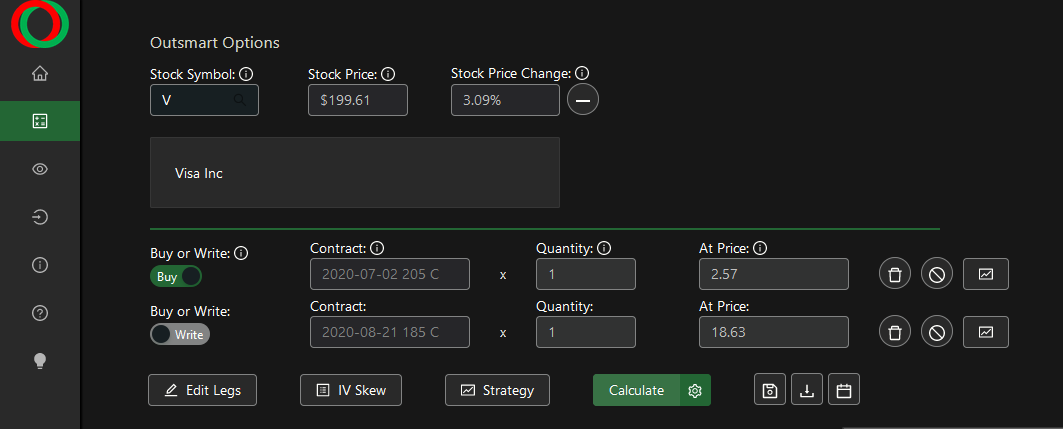 Outsmart Options
Stock Symbol: Stock Price: Stock Price Change:
V $199.61 3.09%
Visa Inc
Buy or Write: Contract: Quantity: At Price:
Buy 2020-07-02 205 C x 1 2.57
Buy or Write: Contract: Quantity: At Price:
Write 2020-08-21 185 C x 1 18.63
Edit Legs IV Skew Strategy Calculate